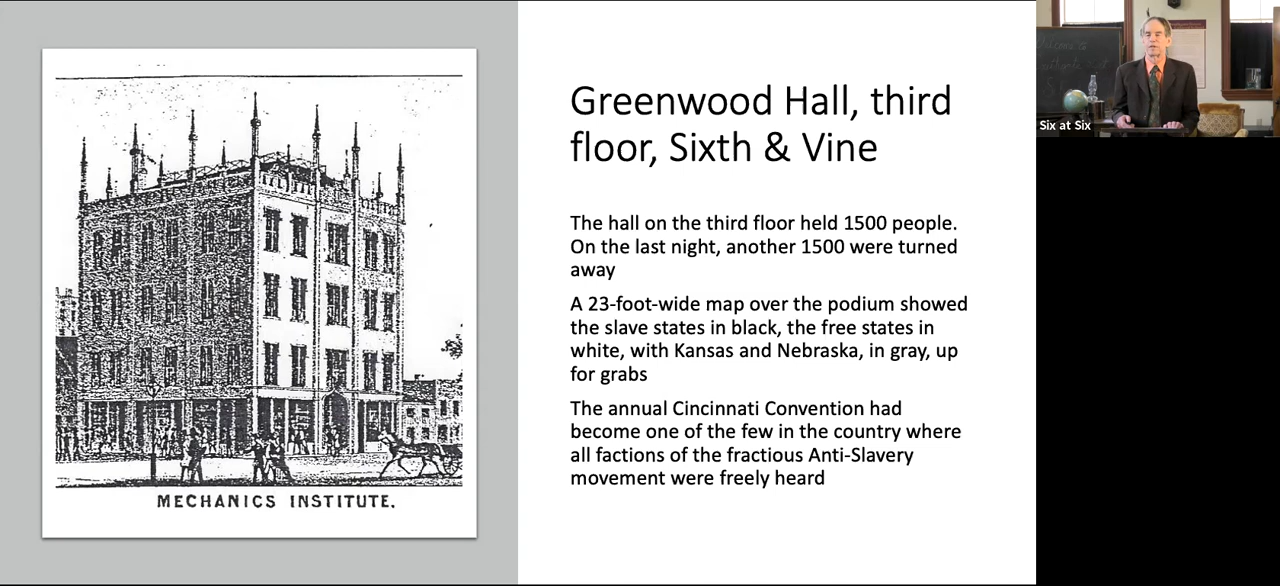 Greenwood Hall, third
floor, Sixth & Vine
The hall on the third floor held 1500 people.
On the last night, another 1500 were turned
away
A 23-foot-wide map over the podium showed
the slave states in black, the free states in
white, with Kansas and Nebraska, in gray, up
for grabs
The annual Cincinnati Convention had
become one of the few in the country where
all factions of the fractious Anti-Slavery
movement were freely heard
MECHANICS INSTITUTE.
Six at Six